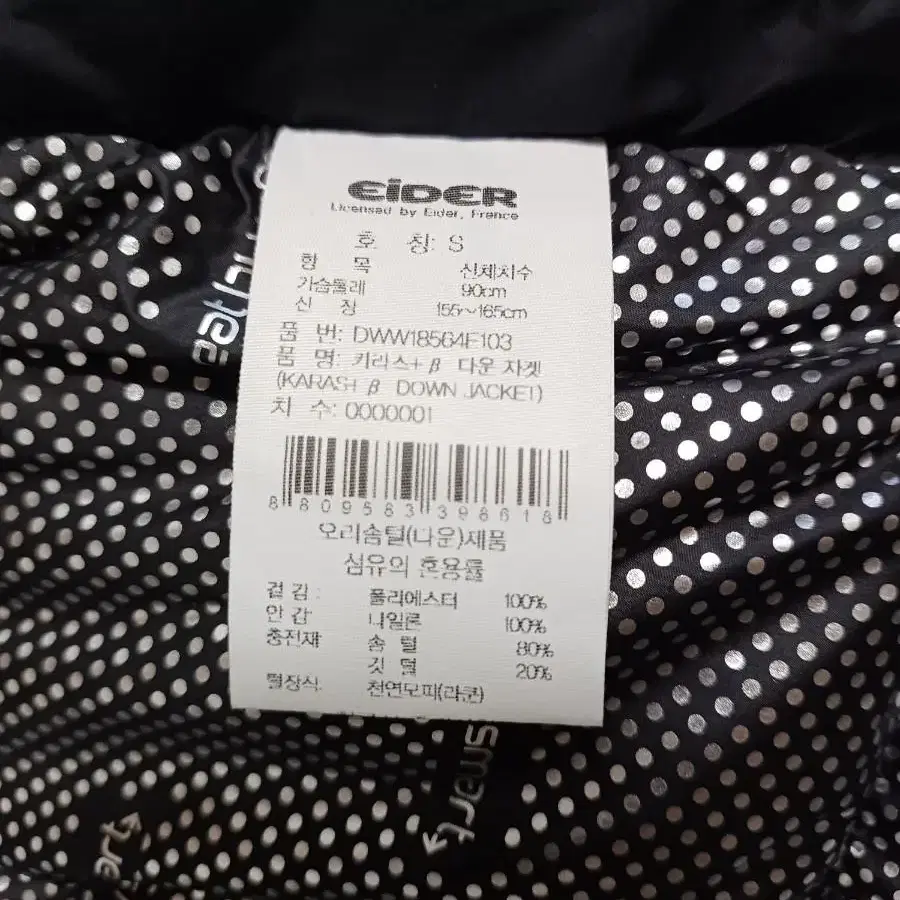 EiDER
Licensed by Eider, France
호 칭: S
항 목 신체치수
가슴둘레 90cm
신 장 155~165cm
품 번: DWW18564E103
품 명: 키라스+ β 다운 자켓
(KARAS+ β DOWN JACKET)
치 수: 0000001
8 809583 398618
오리솜털(다운)제품
섬유의 혼용률
겉 감 : 폴리에스터 100%
안 감 나일론 100%
충전재 솜 털 80%
깃 털 20%
털장식. 천연모피(라쿤)
smart